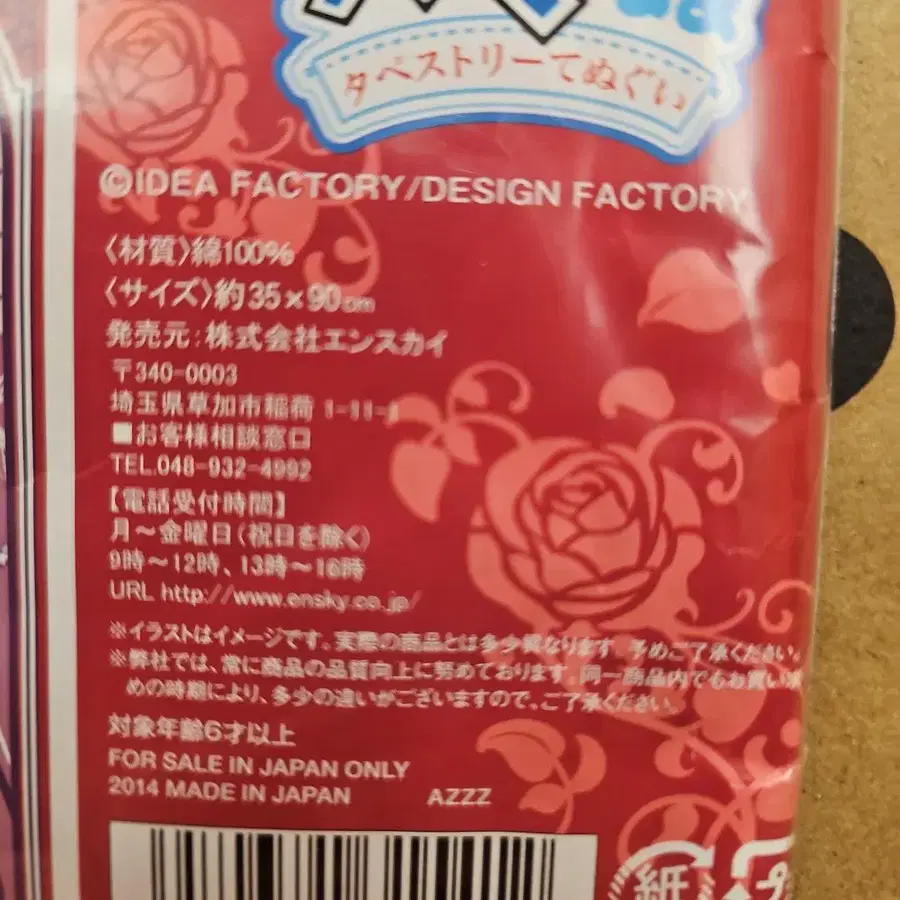 タペストリーてぬぐい
©IDEA FACTORY/DESIGN FACTORY
〈材質〉綿100%
〈サイズ〉約35×90cm
発売元:株式会社エンスカイ
〒340-0003
埼玉県草加市稲荷 1-11-
■お客様相談窓口
TEL.048-932-4992
【電話受付時間】
月〜金曜日(祝日を除く)
9時〜12時、13時〜16時
URL http://www.ensky.co.jp/
※イラストはイメージです。実際の商品とは多少異なります。予めご了承ください。
※弊社では、常に商品の品質向上に努めております。同一商品内でもお買い求
めの時期により、多少の違いがございますので、ご了承ください。
対象年齢6才以上
FOR SALE IN JAPAN ONLY
2014 MADE IN JAPAN AZZZ
紙 プ